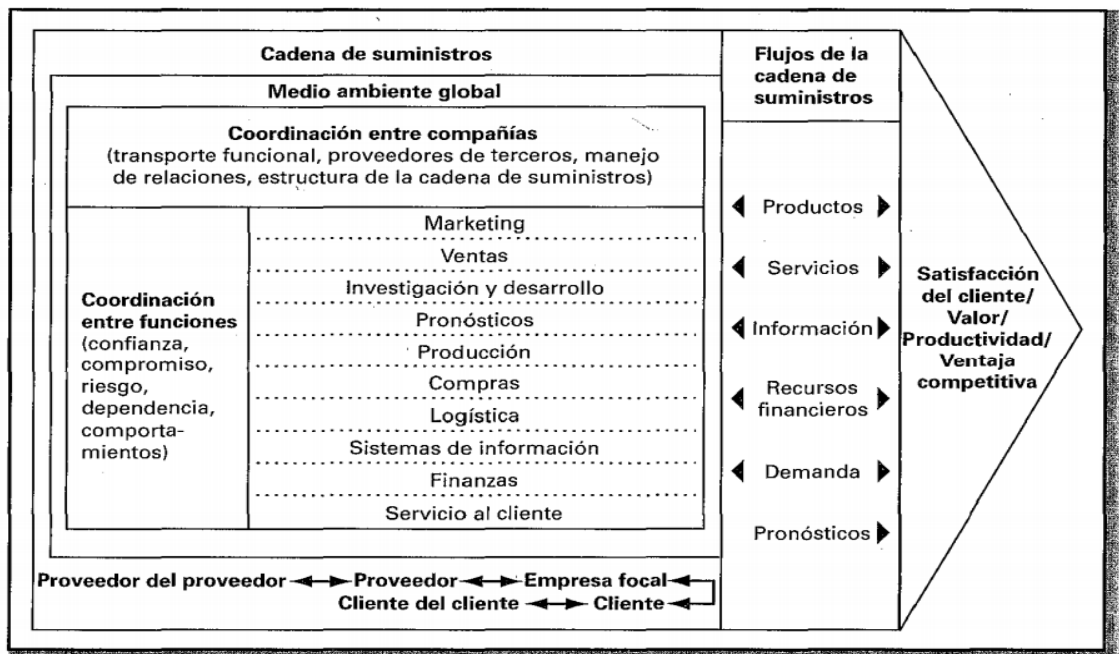 Cadena de suministros
Medio ambiente global
Coordinación entre compañías
(transporte funcional, proveedores de terceros, manejo
de relaciones, estructura de la cadena de suministros)
Coordinación
entre funciones
(confianza,
compromiso,
riesgo,
dependencia,
comporta-
mientos)
Marketing
Ventas
Investigación y desarrollo
Pronósticos
Producción
Compras
Logística
Sistemas de información
Finanzas
Servicio al cliente
Proveedor del proveedor Proveedor Empresa focal
Cliente del cliente Cliente
Flujos de la
cadena de
suministros
Productos
Servicios
Información
Recursos
financieros
Demanda
Pronósticos
Satisfacción
del cliente/
Valor/
Productividad/
Ventaja
competitiva